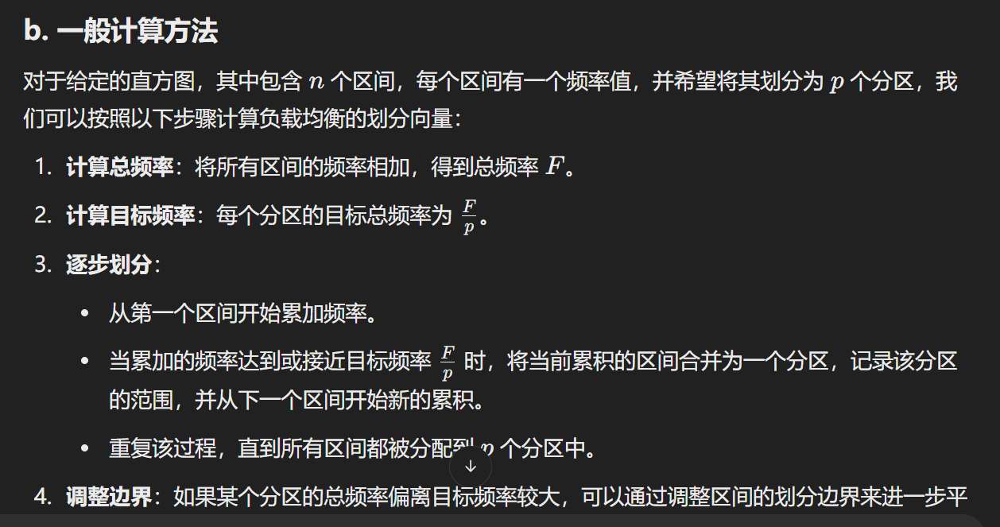 b. 一般计算方法
对于给定的直方图，其中包含 n 个区间，每个区间有一个频率值，并希望将其划分为 p 个分区，我
们可以按照以下步骤计算负载均衡的划分向量：
1. 计算总频率：将所有区间的频率相加，得到总频率 F。
2. 计算目标频率：每个分区的目标总频率为 F/p。
3. 逐步划分：
• 从第一个区间开始累加频率。
• 当累加的频率达到或接近目标频率 F/p 时，将当前累积的区间合并为一个分区，记录该分区
的范围，并从下一个区间开始新的累积。
• 重复该过程，直到所有区间都被分配到 p 个分区中。
4. 调整边界：如果某个分区的总频率偏离目标频率较大，可以通过调整区间的划分边界来进一步平